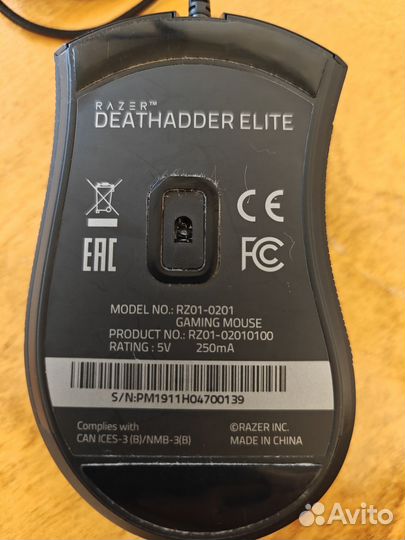 RAZER™
DEATHADDER ELITE
CE
EAC
FC
MODEL NO.: RZ01-0201
GAMING MOUSE
PRODUCT NO.: RZ01-02010100
RATING : 5V 250mA
S/N:PM1911H04700139
Complies with
CAN ICES-3 (B)/NMB-3(B)
©RAZER INC.
MADE IN CHINA
Avito